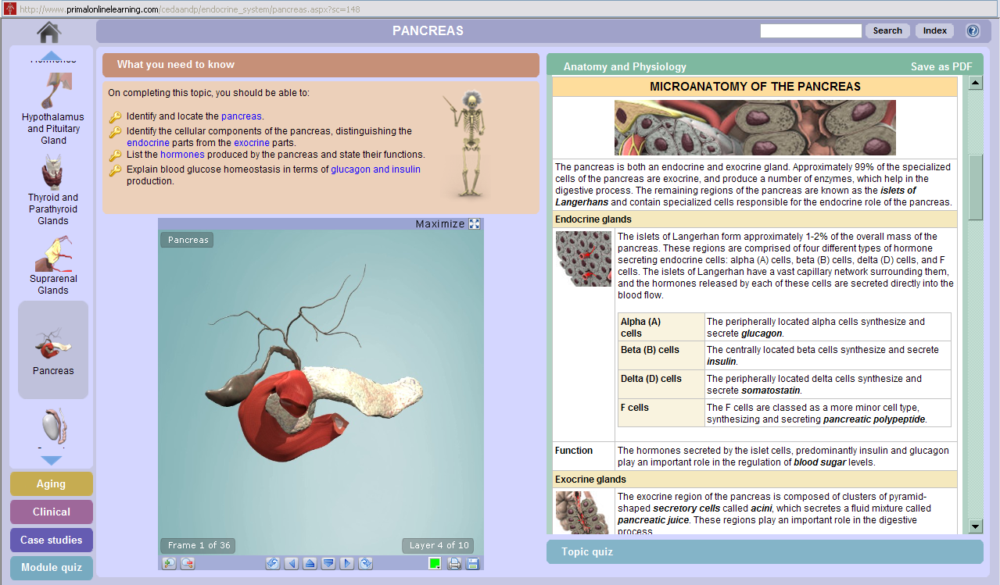 http://www.primalonlinelearning.com/cedaandp/endocrine_system/pancreas.aspx?sc=148
PANCREAS
Search
Index
?
Hormones
Hypothalamus
and Pituitary
Gland
Thyroid and
Parathyroid
Glands
Suprarenal
Glands
Pancreas
Aging
Clinical
Case studies
Module quiz
What you need to know
On completing this topic, you should be able to:
Identify and locate the pancreas.
Identify the cellular components of the pancreas, distinguishing the
endocrine parts from the exocrine parts.
List the hormones produced by the pancreas and state their functions.
Explain blood glucose homeostasis in terms of glucagon and insulin
production.
Maximize
Pancreas
Frame 1 of 36
Layer 4 of 10
Anatomy and Physiology
Save as PDF
MICROANATOMY OF THE PANCREAS
The pancreas is both an endocrine and exocrine gland. Approximately 99% of the specialized
cells of the pancreas are exocrine, and produce a number of enzymes, which help in the
digestive process. The remaining regions of the pancreas are known as the islets of
Langerhans and contain specialized cells responsible for the endocrine role of the pancreas.
Endocrine glands
The islets of Langerhan form approximately 1-2% of the overall mass of the
pancreas. These regions are comprised of four different types of hormone
secreting endocrine cells: alpha (A) cells, beta (B) cells, delta (D) cells, and F
cells. The islets of Langerhan have a vast capillary network surrounding them,
and the hormones released by each of these cells are secreted directly into the
blood flow.
Alpha (A)
cells
The peripherally located alpha cells synthesize and
secrete glucagon.
Beta (B) cells
The centrally located beta cells synthesize and secrete
insulin.
Delta (D) cells
The peripherally located delta cells synthesize and
secrete somatostatin.
F cells
The F cells are classed as a more minor cell type,
synthesizing and secreting pancreatic polypeptide.
Function
The hormones secreted by the islet cells, predominantly insulin and glucagon
play an important role in the regulation of blood sugar levels.
Exocrine glands
The exocrine region of the pancreas is composed of clusters of pyramid-
shaped secretory cells called acini, which secretes a fluid mixture called
pancreatic juice. These regions play an important role in the digestive
process.
Topic quiz